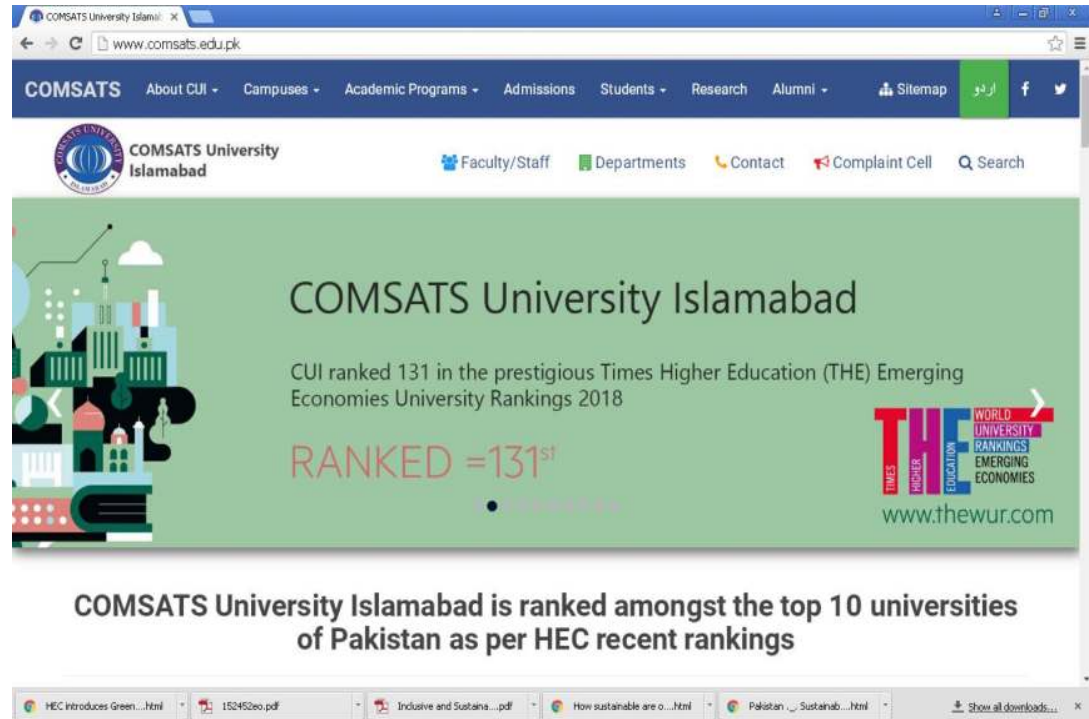 COMSATS University Islamal
www.comsats.edu.pk
COMSATS About CUI Campuses Academic Programs Admissions Students Research Alumni Sitemap اردو
COMSATS University
Islamabad
Faculty/Staff Departments Contact Complaint Cell Search
COMSATS University Islamabad
CUI ranked 131 in the prestigious Times Higher Education (THE) Emerging
Economies University Rankings 2018
RANKED =131st
THE
TIMES HIGHER EDUCATION
WORLD
UNIVERSITY
RANKINGS
EMERGING
ECONOMIES
www.thewur.com
COMSATS University Islamabad is ranked amongst the top 10 universities
of Pakistan as per HEC recent rankings
HEC introduces Green....html 152452eo.pdf Inclusive and Sustaina....pdf How sustainable are o...html Pakistan ._. Sustainab....html Show all downloads...